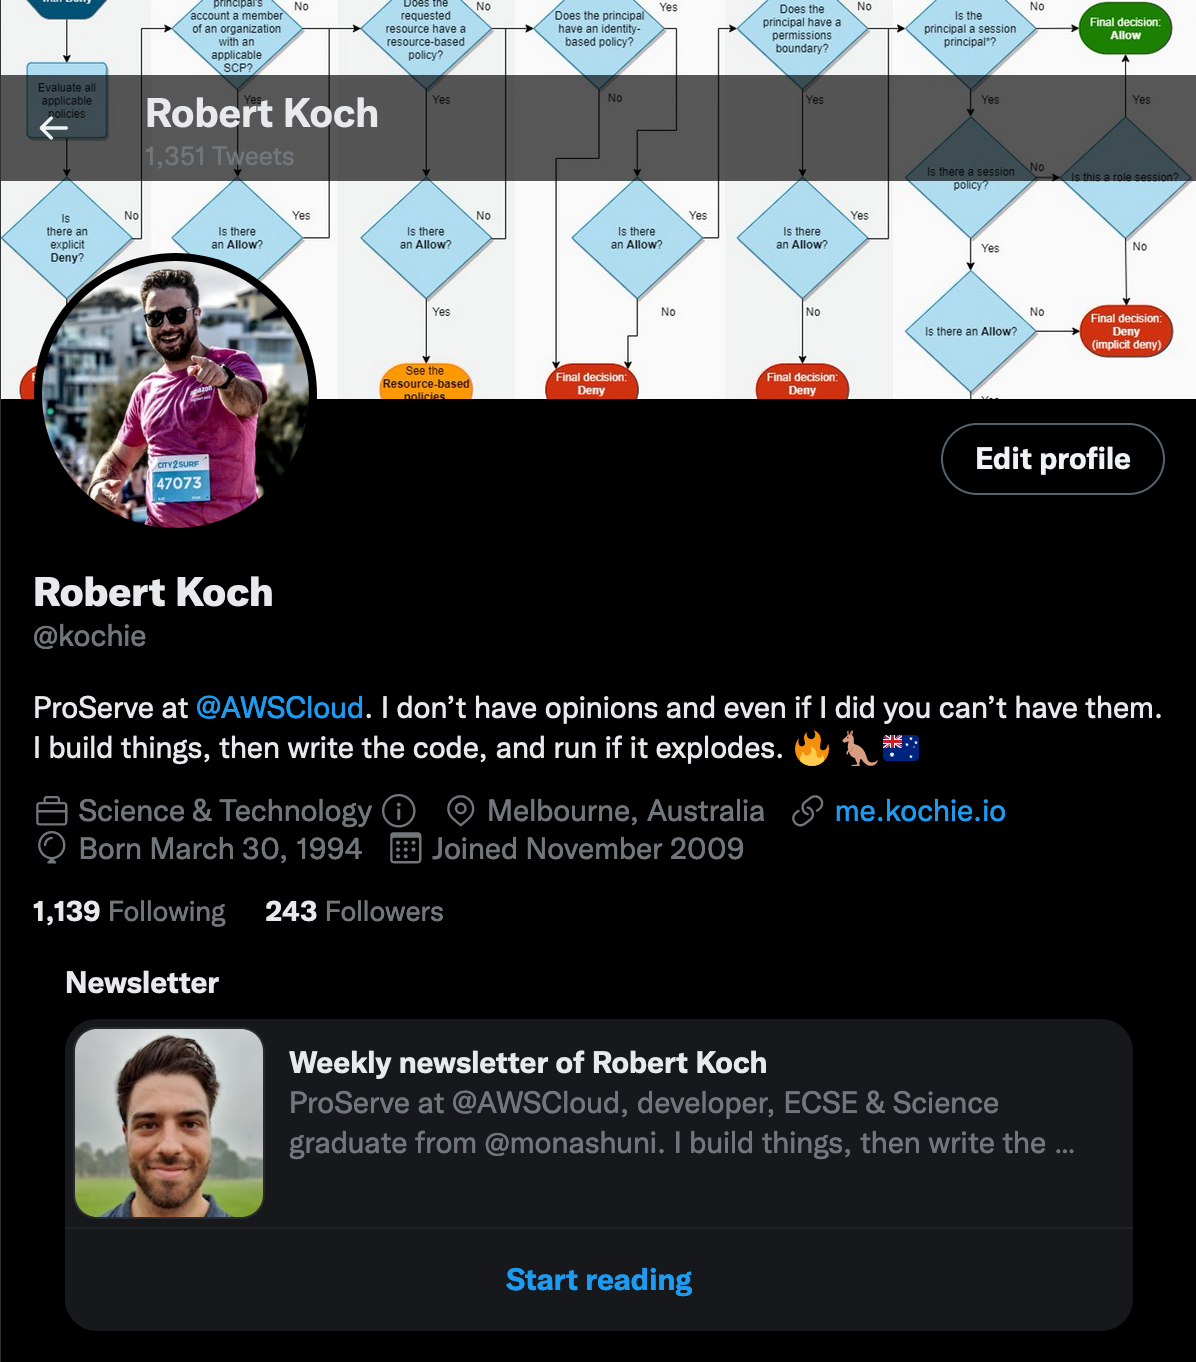 with Deny
principal's
account a member
of an organization
with an
applicable
SCP?
No
Does the
requested
resource have a
resource-based
policy?
No
Does the principal
have an identity-
based policy?
Yes
Does the
principal have a
permissions
boundary?
No
Is the
principal a session
principal*?
No
Final decision:
Allow
Evaluate all
applicable
policies
Yes
Yes
No
Yes
Yes
Yes
Robert Koch
1,351 Tweets
Is there a session
policy?
No
Is this a role session?
Is
there an
explicit
Deny?
No
Is there
an Allow?
Yes
Is there
an Allow?
No
Is there
an Allow?
Yes
Is there
an Allow?
Yes
Yes
No
Yes
No
No
Is there an Allow?
No
Final decision:
Deny
(implicit deny)
See the
Resource-based
policies
Final decision:
Deny
Final decision:
Deny
Yes
amazon
CITY2SURF
47073
Edit profile
Robert Koch
@kochie
ProServe at @AWSCloud. I don’t have opinions and even if I did you can’t have them.
I build things, then write the code, and run if it explodes. 🔥 🦘 🇦🇺
Science & Technology Melbourne, Australia me.kochie.io
Born March 30, 1994 Joined November 2009
1,139 Following 243 Followers
Newsletter
Weekly newsletter of Robert Koch
ProServe at @AWSCloud, developer, ECSE & Science
graduate from @monashuni. I build things, then write the ...
Start reading